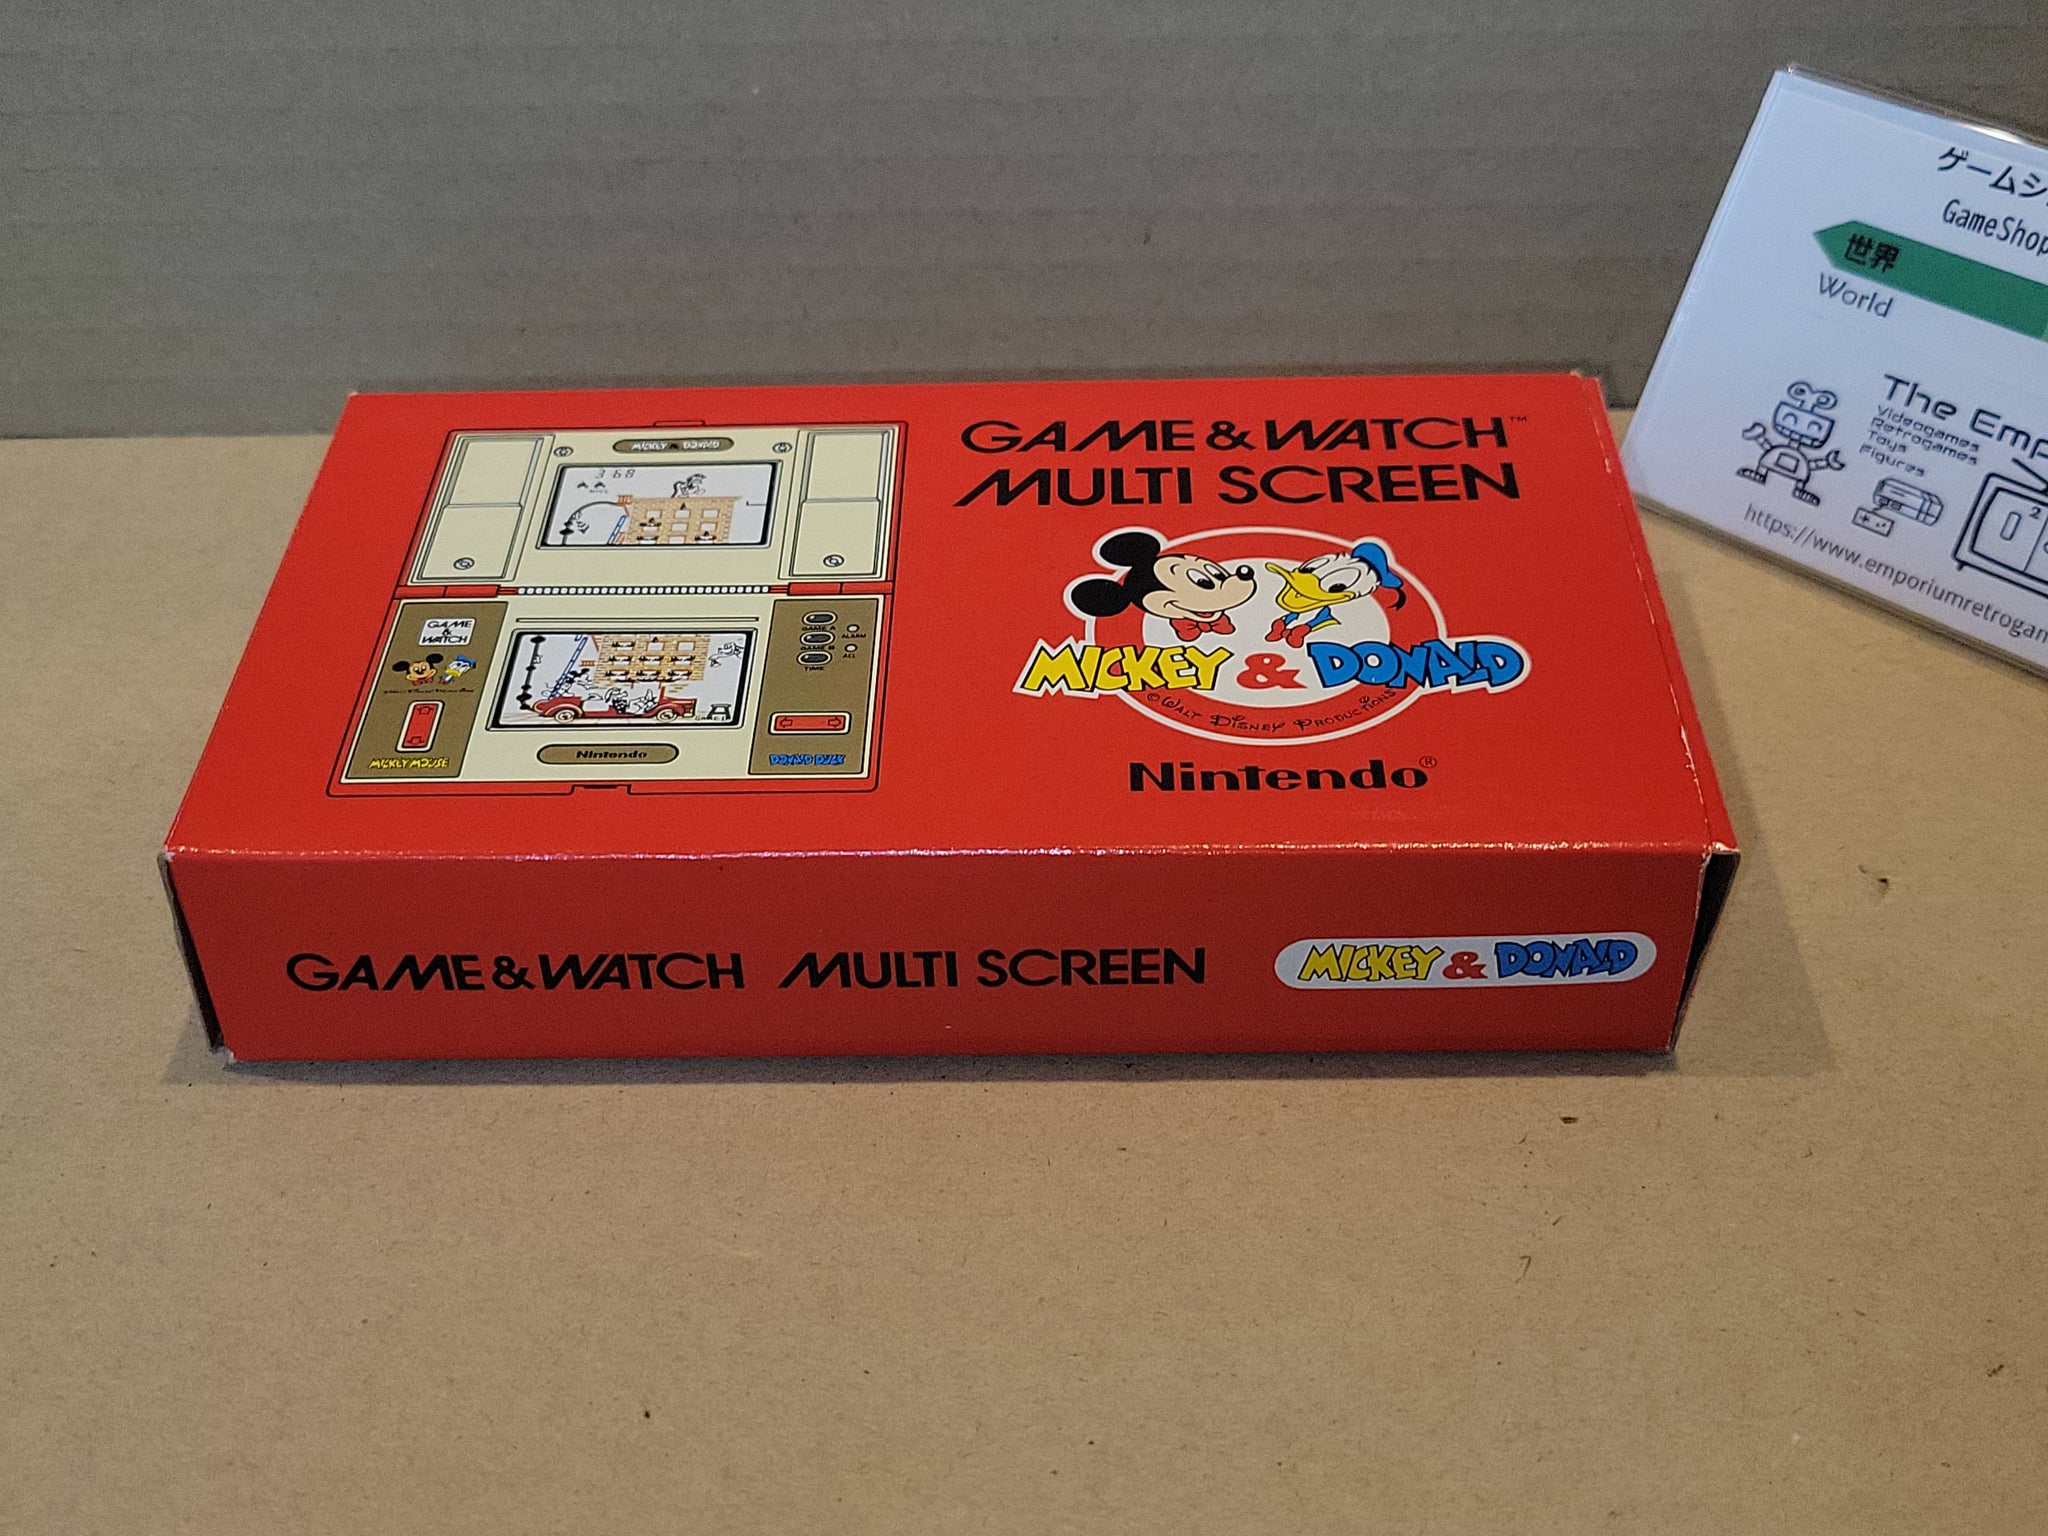 GAME & WATCH™
MULTI SCREEN
MICKEY & DONALD
© WALT DISNEY PRODUCTIONS
Nintendo®
MICKEY & DONALD
368
GAME
&
WATCH
GAME A
ALARM
GAME B
ACL
TIME
MICKEY MOUSE
Nintendo
DONALD DUCK
GAME & WATCH MULTI SCREEN MICKEY & DONALD
ゲームシ
GameShop
世界
World
The Emp
Videogames
Retrogames
Toys
Figures
https://www.emporiumretrogam